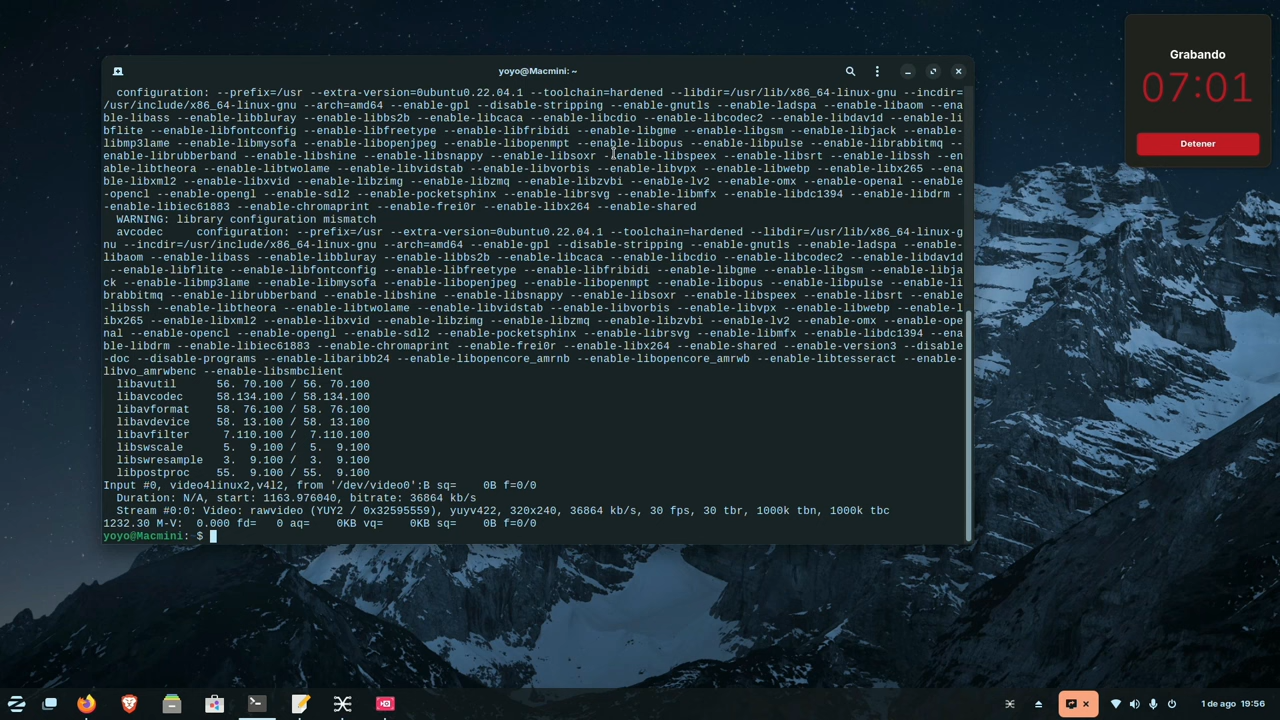 yoyo@Macmini: ~
  configuration: --prefix=/usr --extra-version=0ubuntu0.22.04.1 --toolchain=hardened --libdir=/usr/lib/x86_64-linux-gnu --incdir=
/usr/include/x86_64-linux-gnu --arch=amd64 --enable-gpl --disable-stripping --enable-gnutls --enable-ladspa --enable-libaom --ena
ble-libass --enable-libbluray --enable-libbs2b --enable-libcaca --enable-libcdio --enable-libcodec2 --enable-libdav1d --enable-li
bflite --enable-libfontconfig --enable-libfreetype --enable-libfribidi --enable-libgme --enable-libgsm --enable-libjack --enable-
libmp3lame --enable-libmysofa --enable-libopenjpeg --enable-libopenmpt --enable-libopus --enable-libpulse --enable-librabbitmq --
enable-librubberband --enable-libshine --enable-libsnappy --enable-libsoxr --enable-libspeex --enable-libsrt --enable-libssh --en
able-libtheora --enable-libtwolame --enable-libvidstab --enable-libvorbis --enable-libvpx --enable-libwebp --enable-libx265 --ena
ble-libxml2 --enable-libxvid --enable-libzimg --enable-libzmq --enable-libzvbi --enable-lv2 --enable-omx --enable-openal --enable
-opencl --enable-opengl --enable-sdl2 --enable-pocketsphinx --enable-librsvg --enable-libmfx --enable-libdc1394 --enable-libdrm -
-enable-libiec61883 --enable-chromaprint --enable-frei0r --enable-libx264 --enable-shared
  WARNING: library configuration mismatch
  avcodec     configuration: --prefix=/usr --extra-version=0ubuntu0.22.04.1 --toolchain=hardened --libdir=/usr/lib/x86_64-linux-g
nu --incdir=/usr/include/x86_64-linux-gnu --arch=amd64 --enable-gpl --disable-stripping --enable-gnutls --enable-ladspa --enable-
libaom --enable-libass --enable-libbluray --enable-libbs2b --enable-libcaca --enable-libcdio --enable-libcodec2 --enable-libdav1d
 --enable-libflite --enable-libfontconfig --enable-libfreetype --enable-libfribidi --enable-libgme --enable-libgsm --enable-libja
ck --enable-libmp3lame --enable-libmysofa --enable-libopenjpeg --enable-libopenmpt --enable-libopus --enable-libpulse --enable-li
brabbitmq --enable-librubberband --enable-libshine --enable-libsnappy --enable-libsoxr --enable-libspeex --enable-libsrt --enable
-libssh --enable-libtheora --enable-libtwolame --enable-libvidstab --enable-libvorbis --enable-libvpx --enable-libwebp --enable-l
ibx265 --enable-libxml2 --enable-libxvid --enable-libzimg --enable-libzmq --enable-libzvbi --enable-lv2 --enable-omx --enable-ope
nal --enable-opencl --enable-opengl --enable-sdl2 --enable-pocketsphinx --enable-librsvg --enable-libmfx --enable-libdc1394 --ena
ble-libdrm --enable-libiec61883 --enable-chromaprint --enable-frei0r --enable-libx264 --enable-shared --enable-version3 --disable
-doc --disable-programs --enable-libaribb24 --enable-libopencore_amrnb --enable-libopencore_amrwb --enable-libtesseract --enable-
libvo_amrwbenc --enable-libsmbclient
  libavutil      56. 70.100 / 56. 70.100
  libavcodec     58.134.100 / 58.134.100
  libavformat    58. 76.100 / 58. 76.100
  libavdevice    58. 13.100 / 58. 13.100
  libavfilter     7.110.100 /  7.110.100
  libswscale      5.  9.100 /  5.  9.100
  libswresample   3.  9.100 /  3.  9.100
  libpostproc    55.  9.100 / 55.  9.100
Input #0, video4linux2,v4l2, from '/dev/video0':B sq=    0B f=0/0
  Duration: N/A, start: 1163.976040, bitrate: 36864 kb/s
  Stream #0:0: Video: rawvideo (YUY2 / 0x32595559), yuyv422, 320x240, 36864 kb/s, 30 fps, 30 tbr, 1000k tbn, 1000k tbc
1232.30 M-V:  0.000 fd=   0 aq=    0KB vq=    0KB sq=    0B f=0/0
yoyo@Macmini: $
Grabando
07:01
Detener
1 de ago 19:56